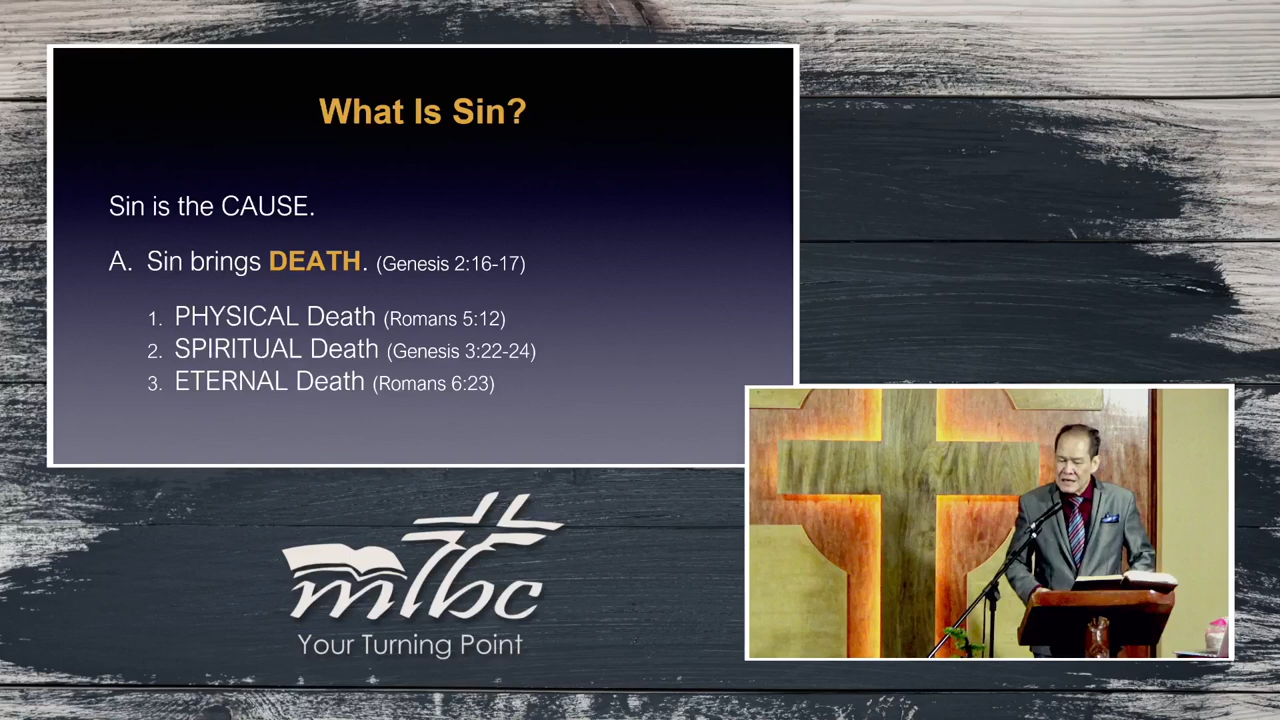 What Is Sin?
Sin is the CAUSE.
A. Sin brings DEATH. (Genesis 2:16-17)
1. PHYSICAL Death (Romans 5:12)
2. SPIRITUAL Death (Genesis 3:22-24)
3. ETERNAL Death (Romans 6:23)
mtbc
Your Turning Point